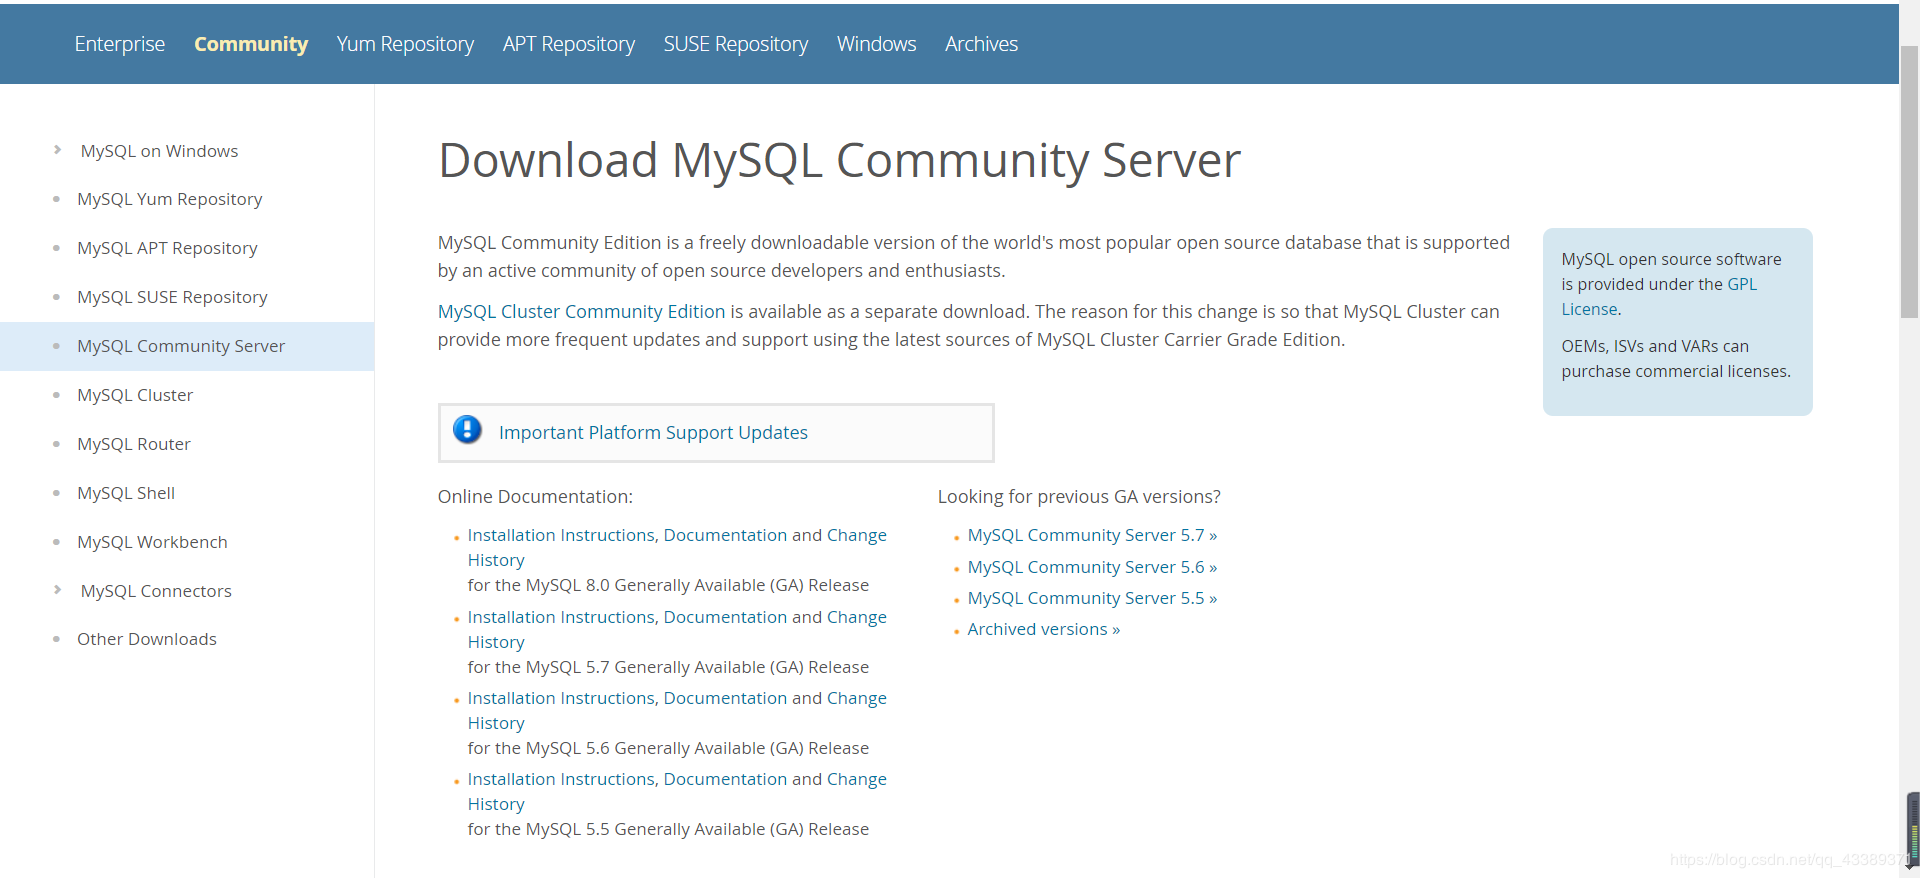 Enterprise Community Yum Repository APT Repository SUSE Repository Windows Archives
MySQL on Windows
MySQL Yum Repository
MySQL APT Repository
MySQL SUSE Repository
MySQL Community Server
MySQL Cluster
MySQL Router
MySQL Shell
MySQL Workbench
MySQL Connectors
Other Downloads
Download MySQL Community Server
MySQL Community Edition is a freely downloadable version of the world's most popular open source database that is supported
by an active community of open source developers and enthusiasts.
MySQL Cluster Community Edition is available as a separate download. The reason for this change is so that MySQL Cluster can
provide more frequent updates and support using the latest sources of MySQL Cluster Carrier Grade Edition.
Important Platform Support Updates
Online Documentation:
Installation Instructions, Documentation and Change
History
for the MySQL 8.0 Generally Available (GA) Release
Installation Instructions, Documentation and Change
History
for the MySQL 5.7 Generally Available (GA) Release
Installation Instructions, Documentation and Change
History
for the MySQL 5.6 Generally Available (GA) Release
Installation Instructions, Documentation and Change
History
for the MySQL 5.5 Generally Available (GA) Release
Looking for previous GA versions?
MySQL Community Server 5.7 »
MySQL Community Server 5.6 »
MySQL Community Server 5.5 »
Archived versions »
MySQL open source software
is provided under the GPL
License.
OEMs, ISVs and VARs can
purchase commercial licenses.